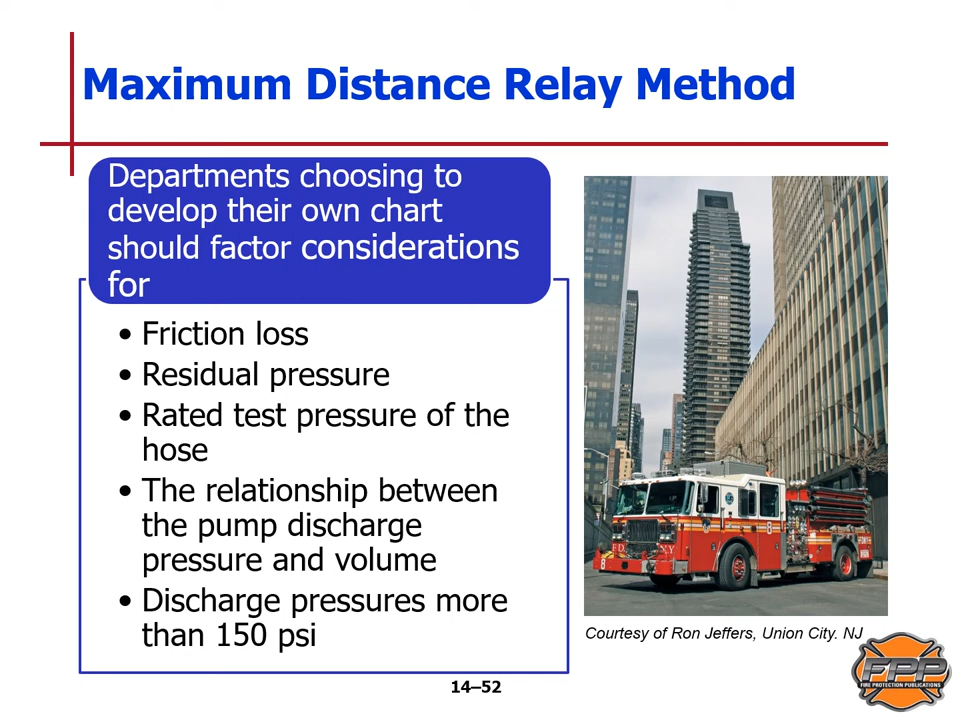 Maximum Distance Relay Method
Departments choosing to
develop their own chart
should factor considerations
for
• Friction loss
• Residual pressure
• Rated test pressure of the
hose
• The relationship between
the pump discharge
pressure and volume
• Discharge pressures more
than 150 psi
8
8
Courtesy of Ron Jeffers, Union City. NJ
FPP
FIRE PROTECTION PUBLICATIONS
14–52